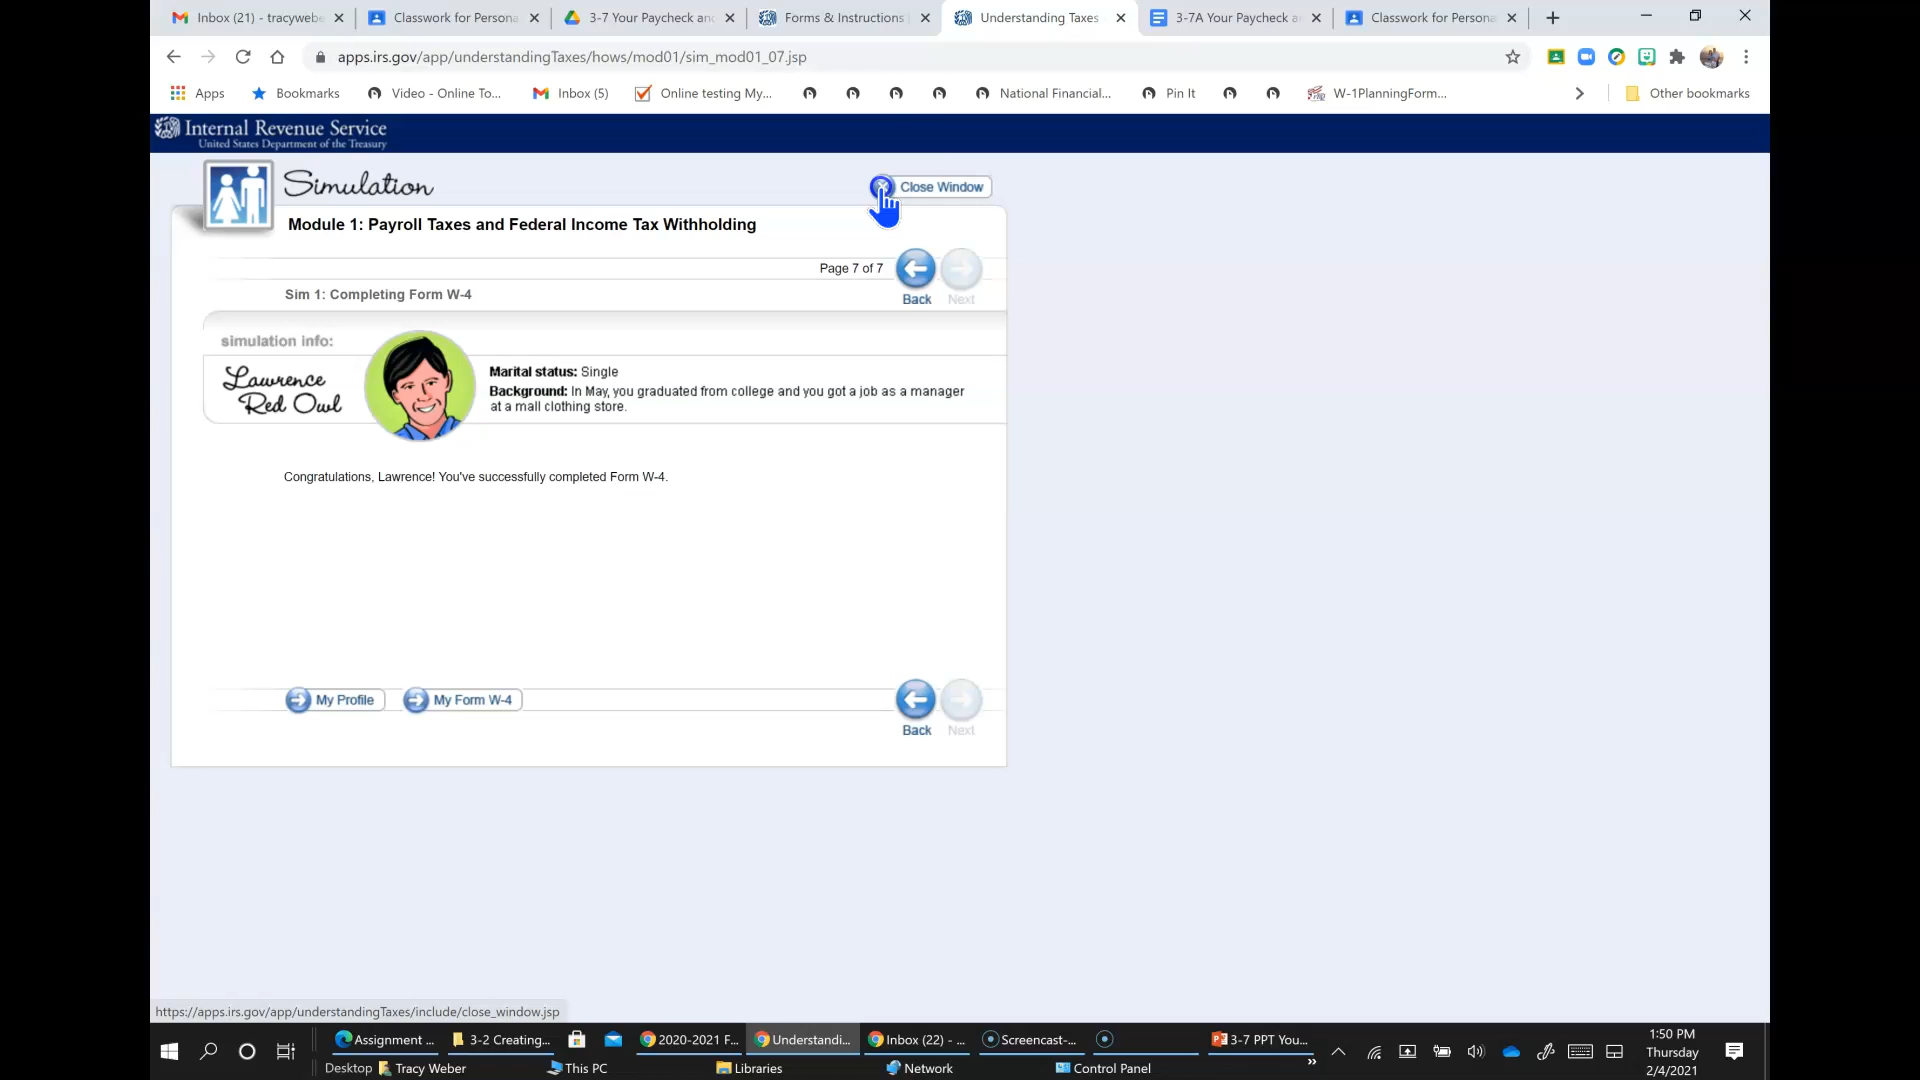 Inbox (21) - tracywebe
Classwork for Persona
3-7 Your Paycheck and
Forms & Instructions
Understanding Taxes
3-7A Your Paycheck a
Classwork for Persona
apps.irs.gov/app/understandingTaxes/hows/mod01/sim_mod01_07.jsp
Apps
Bookmarks
Video - Online To...
Inbox (5)
Online testing My...
National Financial...
Pin It
W-1PlanningForm...
Other bookmarks
Internal Revenue Service
United States Department of the Treasury
Simulation
Close Window
Module 1: Payroll Taxes and Federal Income Tax Withholding
Page 7 of 7
Back
Next
Sim 1: Completing Form W-4
simulation info:
Lawrence
Red Owl
Marital status: Single
Background: In May, you graduated from college and you got a job as a manager
at a mall clothing store.
Congratulations, Lawrence! You've successfully completed Form W-4.
My Profile
My Form W-4
Back
Next
https://apps.irs.gov/app/understandingTaxes/include/close_window.jsp
Assignment ...
3-2 Creating...
2020-2021 F...
Understandi...
Inbox (22) - ...
Screencast-...
3-7 PPT You...
Desktop
Tracy Weber
This PC
Libraries
Network
Control Panel
1:50 PM
Thursday
2/4/2021